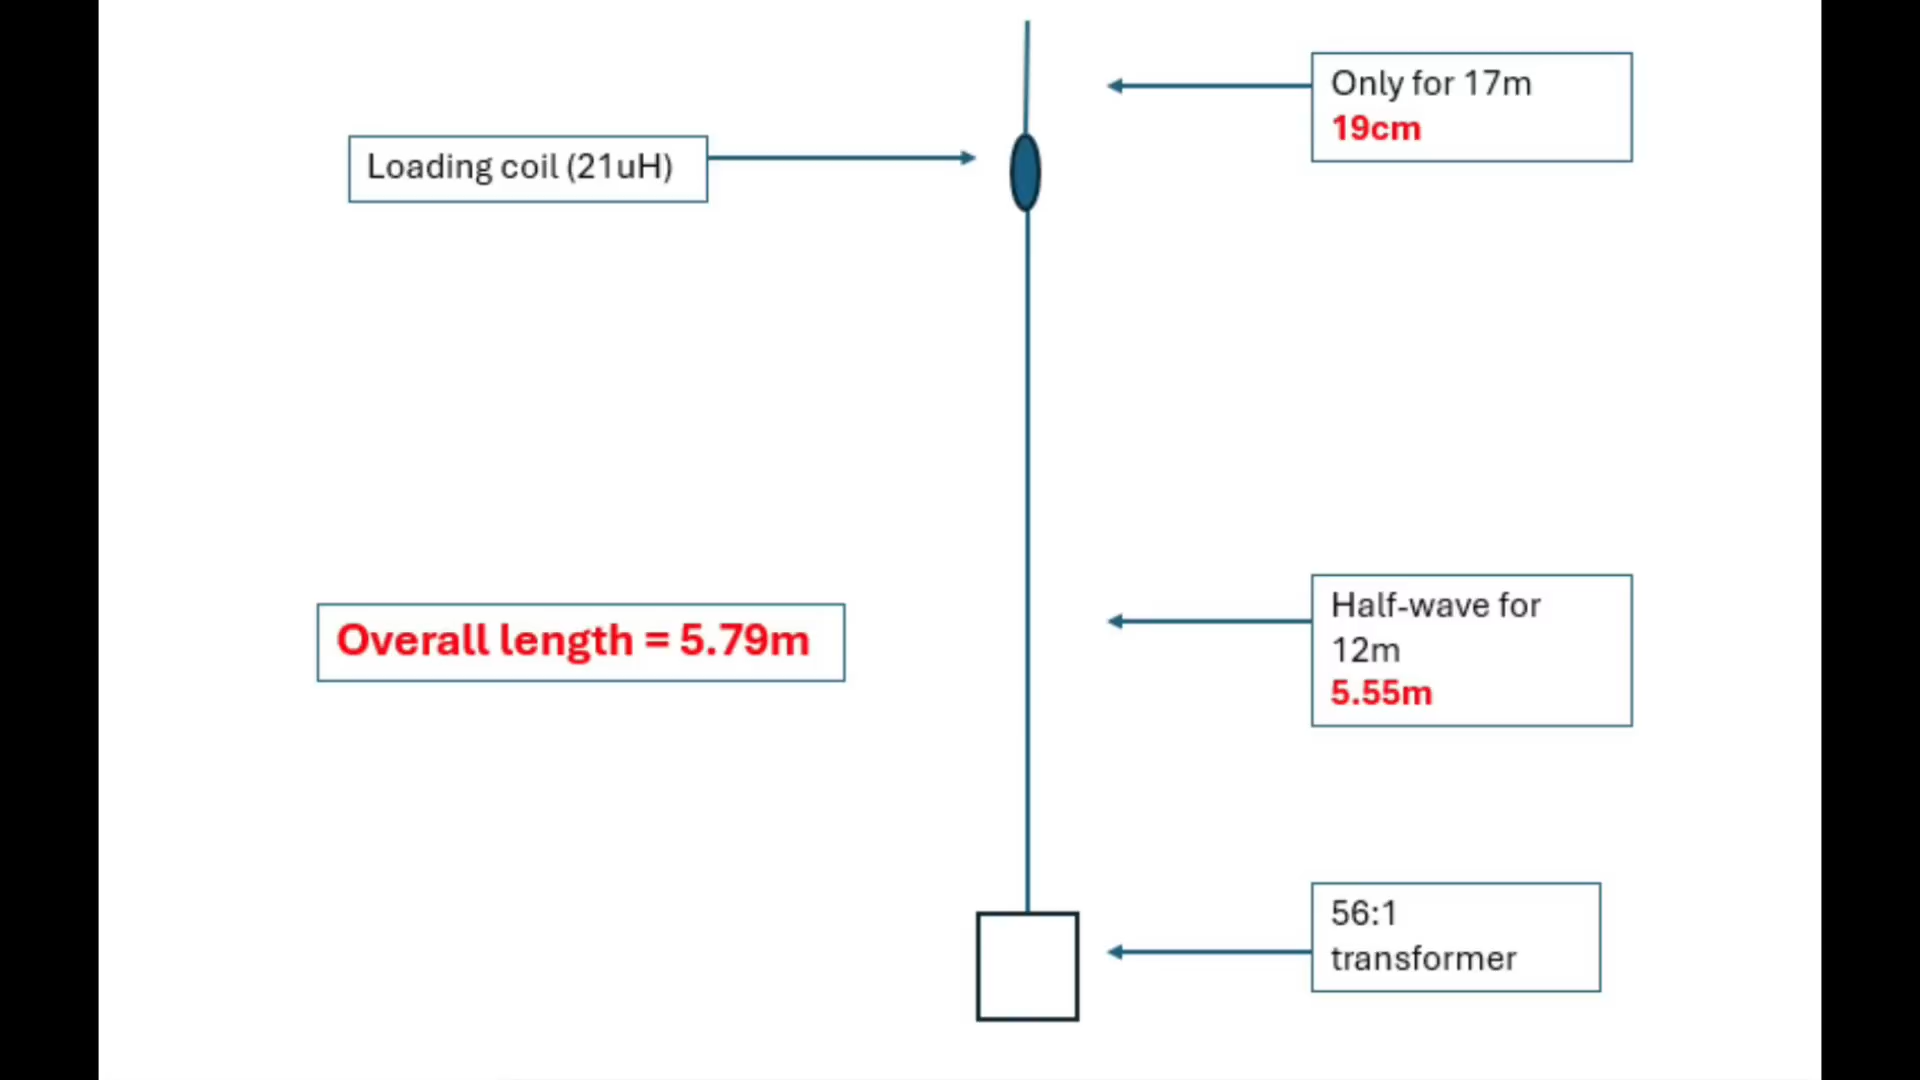 Only for 17m
19cm
Loading coil (21uH)
Half-wave for
12m
5.55m
Overall length = 5.79m
56:1
transformer